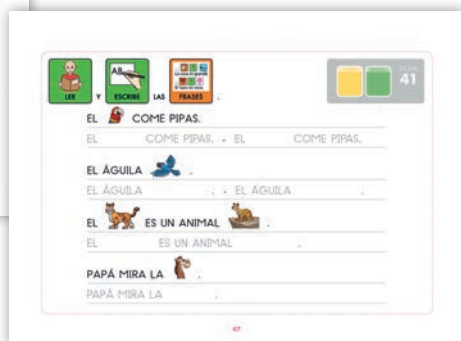 LEE Y ESCRIBE LAS FRASES .
FICHA 41
EL COME PIPAS.
EL COME PIPAS. • EL COME PIPAS.
EL ÁGUILA .
EL ÁGUILA . • EL ÁGUILA .
EL ES UN ANIMAL .
EL ES UN ANIMAL .
PAPÁ MIRA LA .
PAPÁ MIRA LA .
47